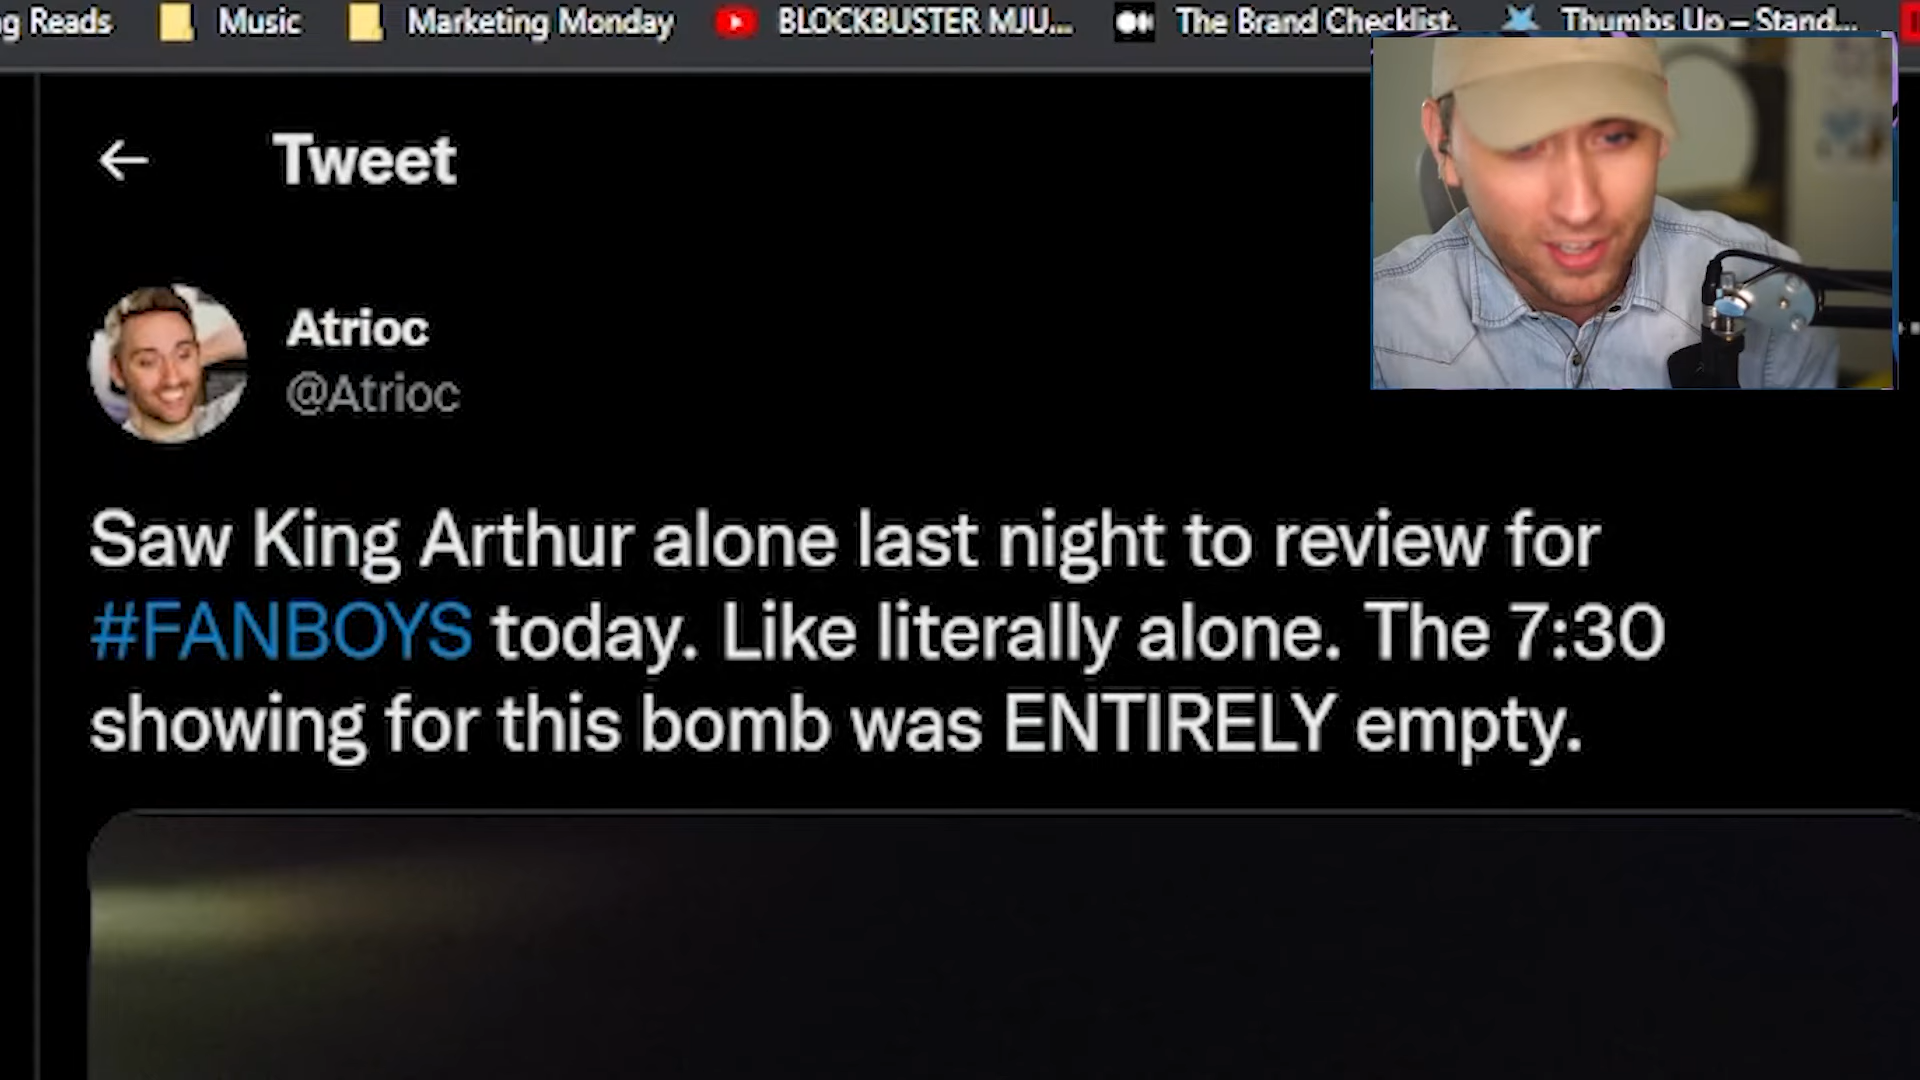 g Reads Music Marketing Monday BLOCKBUSTER MJU... The Brand Checklist. Thumbs Up – Stand...
Tweet
Atrioc
@Atrioc
Saw King Arthur alone last night to review for
#FANBOYS today. Like literally alone. The 7:30
showing for this bomb was ENTIRELY empty.